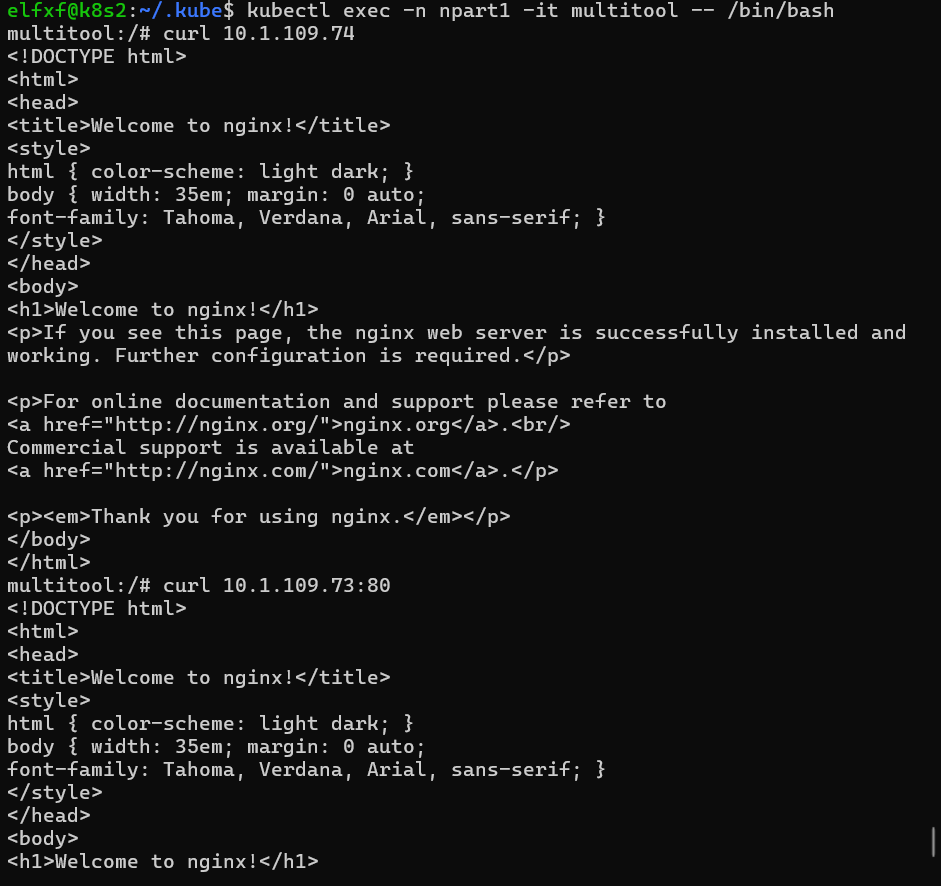 elfxf@k8s2:~/.kube$ kubectl exec -n npart1 -it multitool -- /bin/bash
multitool:/# curl 10.1.109.74
<!DOCTYPE html>
<html>
<head>
<title>Welcome to nginx!</title>
<style>
html { color-scheme: light dark; }
body { width: 35em; margin: 0 auto;
font-family: Tahoma, Verdana, Arial, sans-serif; }
</style>
</head>
<body>
<h1>Welcome to nginx!</h1>
<p>If you see this page, the nginx web server is successfully installed and
working. Further configuration is required.</p>

<p>For online documentation and support please refer to
<a href="http://nginx.org/">nginx.org</a>.<br/>
Commercial support is available at
<a href="http://nginx.com/">nginx.com</a>.</p>

<p><em>Thank you for using nginx.</em></p>
</body>
</html>
multitool:/# curl 10.1.109.73:80
<!DOCTYPE html>
<html>
<head>
<title>Welcome to nginx!</title>
<style>
html { color-scheme: light dark; }
body { width: 35em; margin: 0 auto;
font-family: Tahoma, Verdana, Arial, sans-serif; }
</style>
</head>
<body>
<h1>Welcome to nginx!</h1>